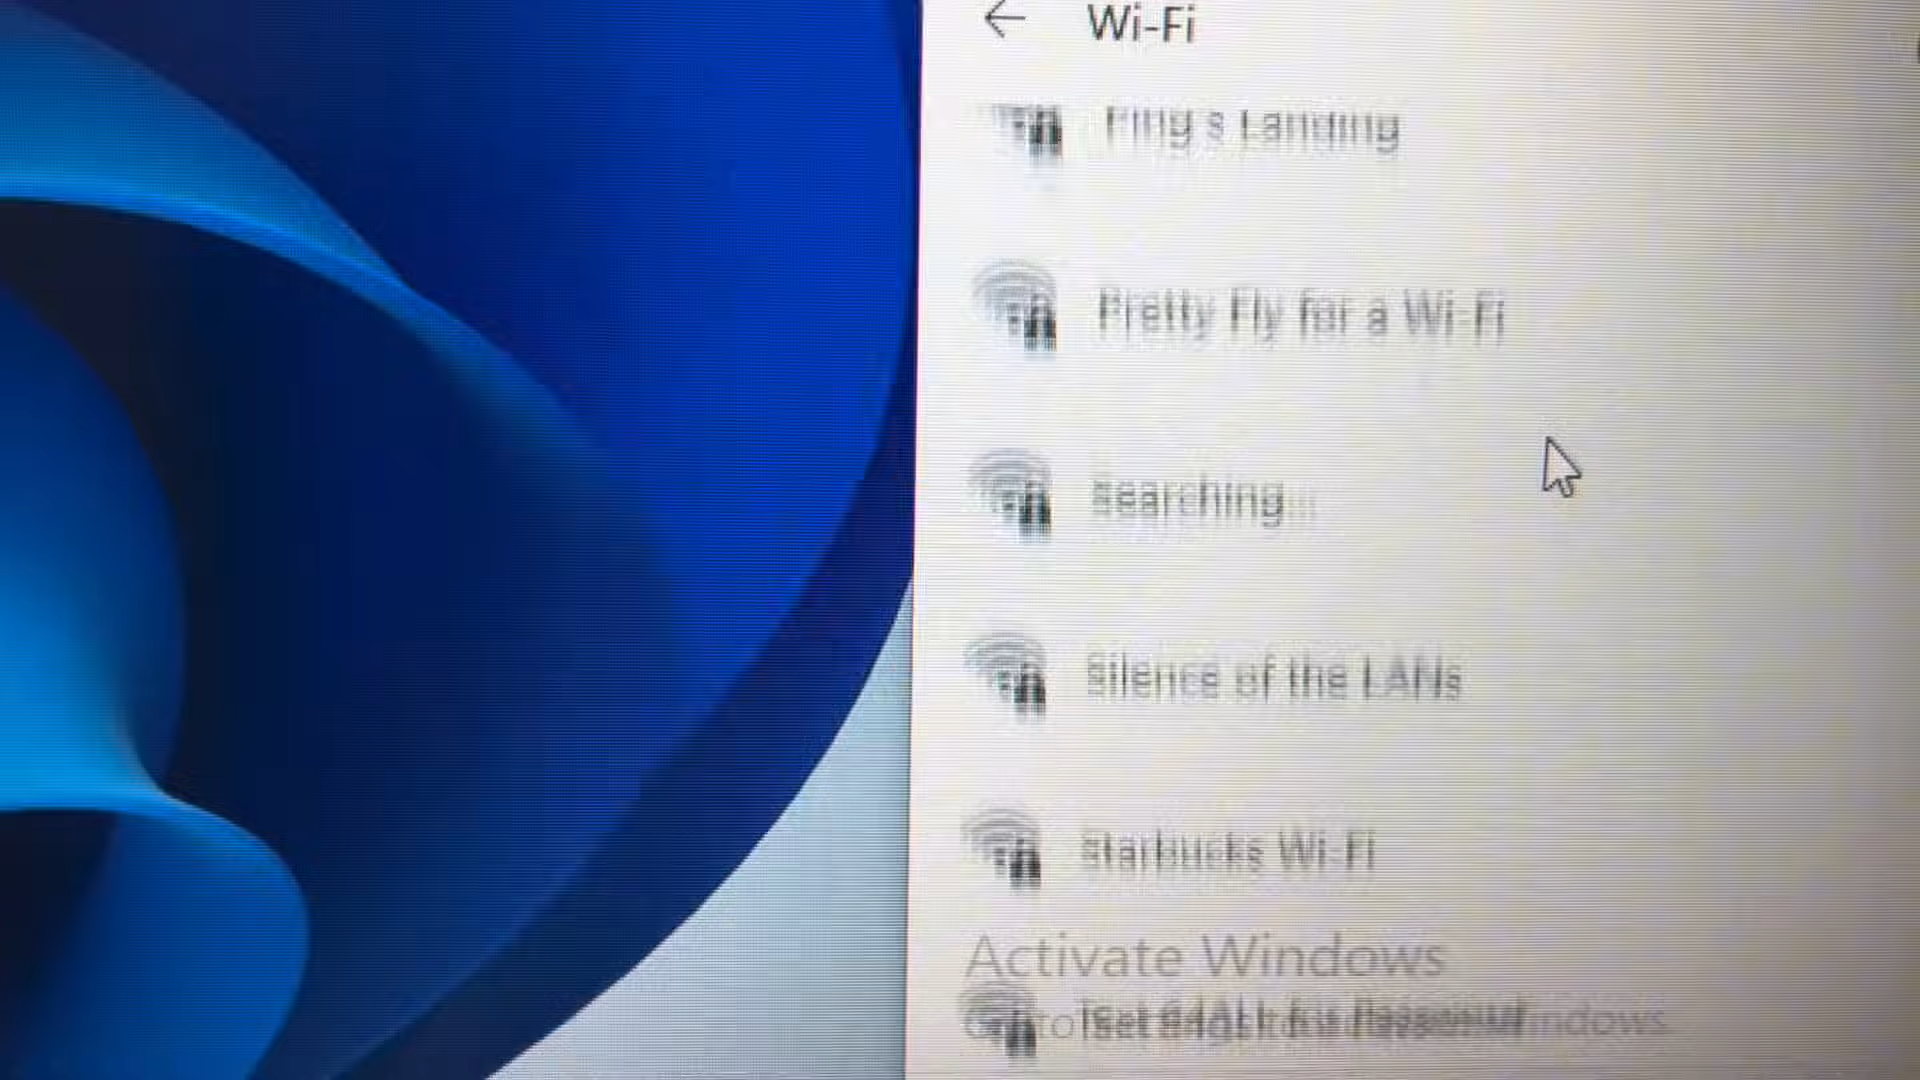 Wi-Fi
Pretty Fly for a Wi-Fi
Searching...
Silence of the LANs
Starbucks Wi-Fi
Activate Windows